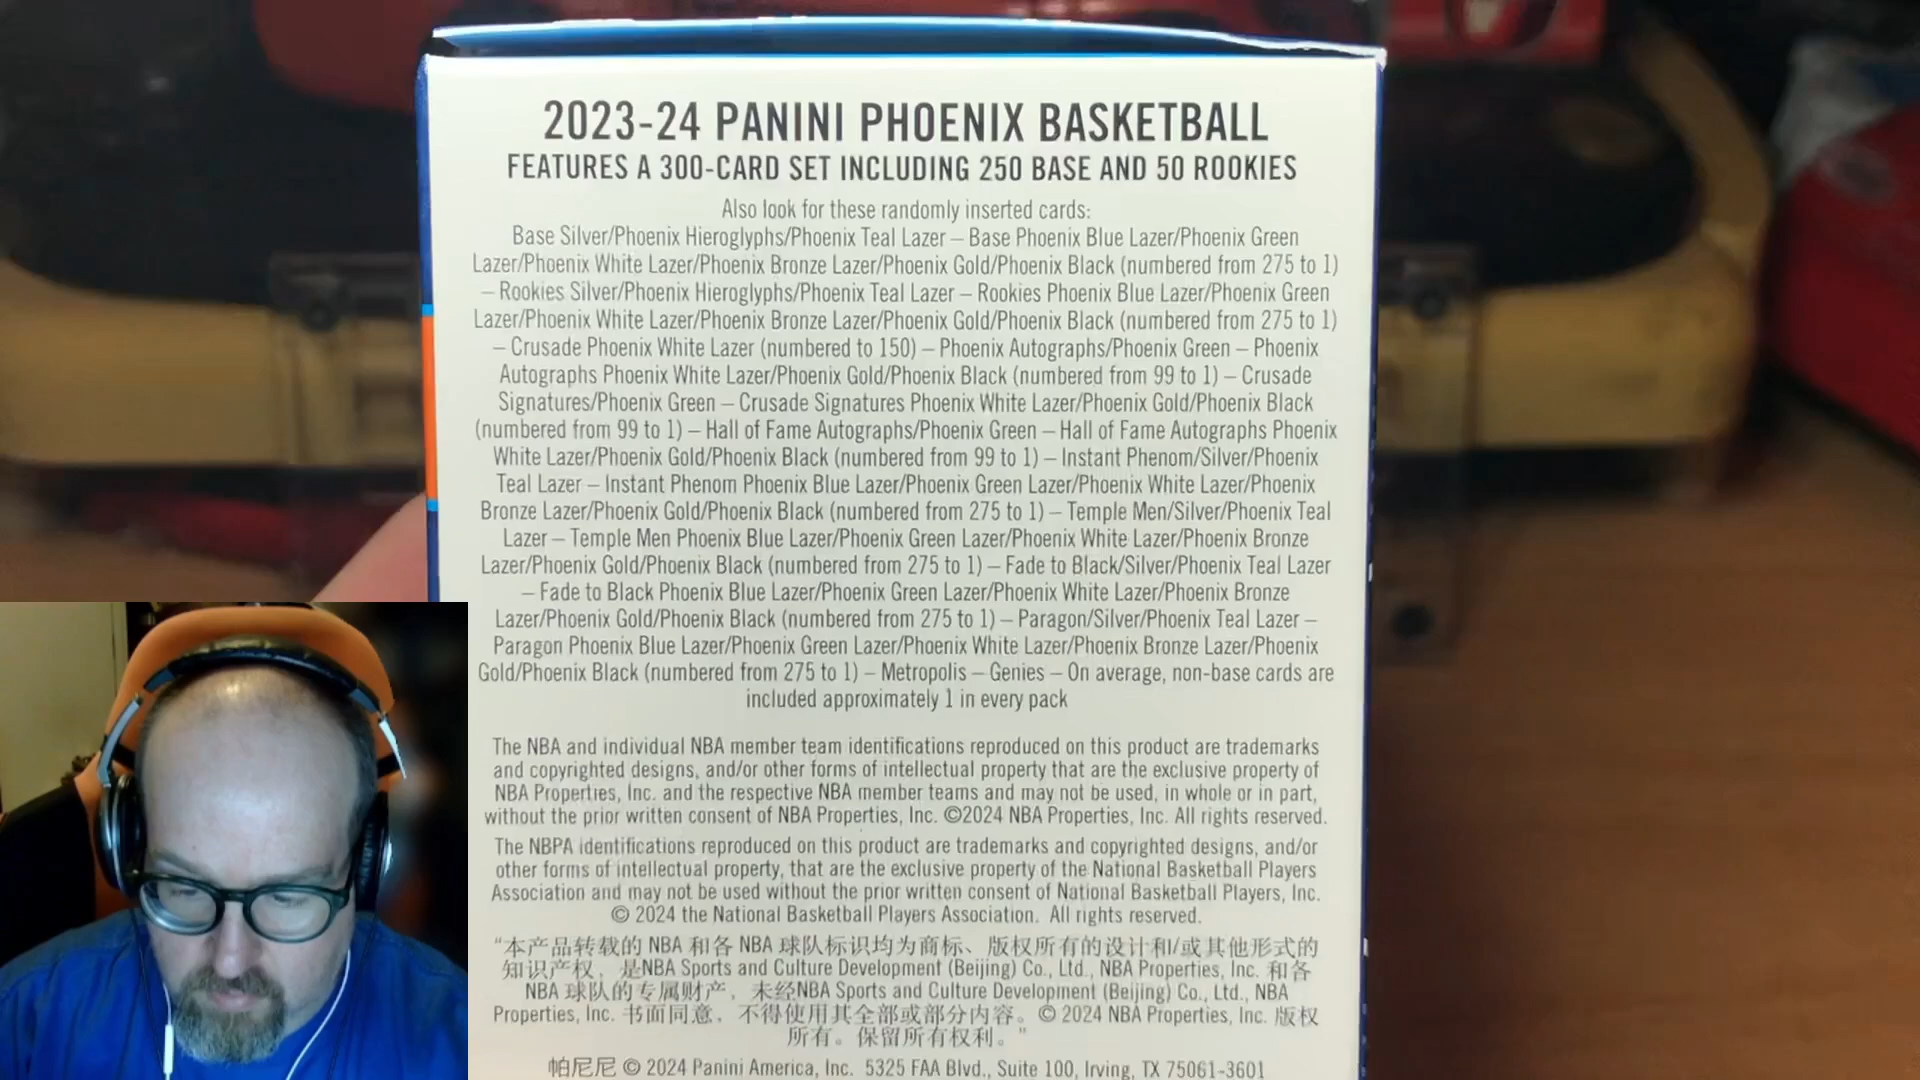 2023-24 PANINI PHOENIX BASKETBALL
FEATURES A 300-CARD SET INCLUDING 250 BASE AND 50 ROOKIES
Also look for these randomly inserted cards:
Base Silver/Phoenix Hieroglyphs/Phoenix Teal Lazer – Base Phoenix Blue Lazer/Phoenix Green
Lazer/Phoenix White Lazer/Phoenix Bronze Lazer/Phoenix Gold/Phoenix Black (numbered from 275 to 1)
– Rookies Silver/Phoenix Hieroglyphs/Phoenix Teal Lazer – Rookies Phoenix Blue Lazer/Phoenix Green
Lazer/Phoenix White Lazer/Phoenix Bronze Lazer/Phoenix Gold/Phoenix Black (numbered from 275 to 1)
– Crusade Phoenix White Lazer (numbered to 150) – Phoenix Autographs/Phoenix Green – Phoenix
Autographs Phoenix White Lazer/Phoenix Gold/Phoenix Black (numbered from 99 to 1) – Crusade
Signatures/Phoenix Green – Crusade Signatures Phoenix White Lazer/Phoenix Gold/Phoenix Black
(numbered from 99 to 1) – Hall of Fame Autographs/Phoenix Green – Hall of Fame Autographs Phoenix
White Lazer/Phoenix Gold/Phoenix Black (numbered from 99 to 1) – Instant Phenom/Silver/Phoenix
Teal Lazer – Instant Phenom Phoenix Blue Lazer/Phoenix Green Lazer/Phoenix White Lazer/Phoenix
Bronze Lazer/Phoenix Gold/Phoenix Black (numbered from 275 to 1) – Temple Men/Silver/Phoenix Teal
Lazer – Temple Men Phoenix Blue Lazer/Phoenix Green Lazer/Phoenix White Lazer/Phoenix Bronze
Lazer/Phoenix Gold/Phoenix Black (numbered from 275 to 1) – Fade to Black/Silver/Phoenix Teal Lazer
– Fade to Black Phoenix Blue Lazer/Phoenix Green Lazer/Phoenix White Lazer/Phoenix Bronze
Lazer/Phoenix Gold/Phoenix Black (numbered from 275 to 1) – Paragon/Silver/Phoenix Teal Lazer –
Paragon Phoenix Blue Lazer/Phoenix Green Lazer/Phoenix White Lazer/Phoenix Bronze Lazer/Phoenix
Gold/Phoenix Black (numbered from 275 to 1) – Metropolis – Genies – On average, non-base cards are
included approximately 1 in every pack
The NBA and individual NBA member team identifications reproduced on this product are trademarks
and copyrighted designs, and/or other forms of intellectual property that are the exclusive property of
NBA Properties, Inc. and the respective NBA member teams and may not be used, in whole or in part,
without the prior written consent of NBA Properties, Inc. ©2024 NBA Properties, Inc. All rights reserved.
The NBPA identifications reproduced on this product are trademarks and copyrighted designs, and/or
other forms of intellectual property, that are the exclusive property of the National Basketball Players
Association and may not be used without the prior written consent of National Basketball Players, Inc.
© 2024 the National Basketball Players Association. All rights reserved.
“本产品转载的 NBA 和各 NBA 球队标识均为商标、版权所有的设计和/或其他形式的
知识产权，是NBA Sports and Culture Development (Beijing) Co., Ltd., NBA Properties, Inc. 和各
NBA 球队的专属财产，未经NBA Sports and Culture Development (Beijing) Co., Ltd., NBA
Properties, Inc. 书面同意，不得使用其全部或部分内容。© 2024 NBA Properties, Inc. 版权
所有。保留所有权利。”
帕尼尼 © 2024 Panini America, Inc. 5325 FAA Blvd., Suite 100, Irving, TX 75061-3601